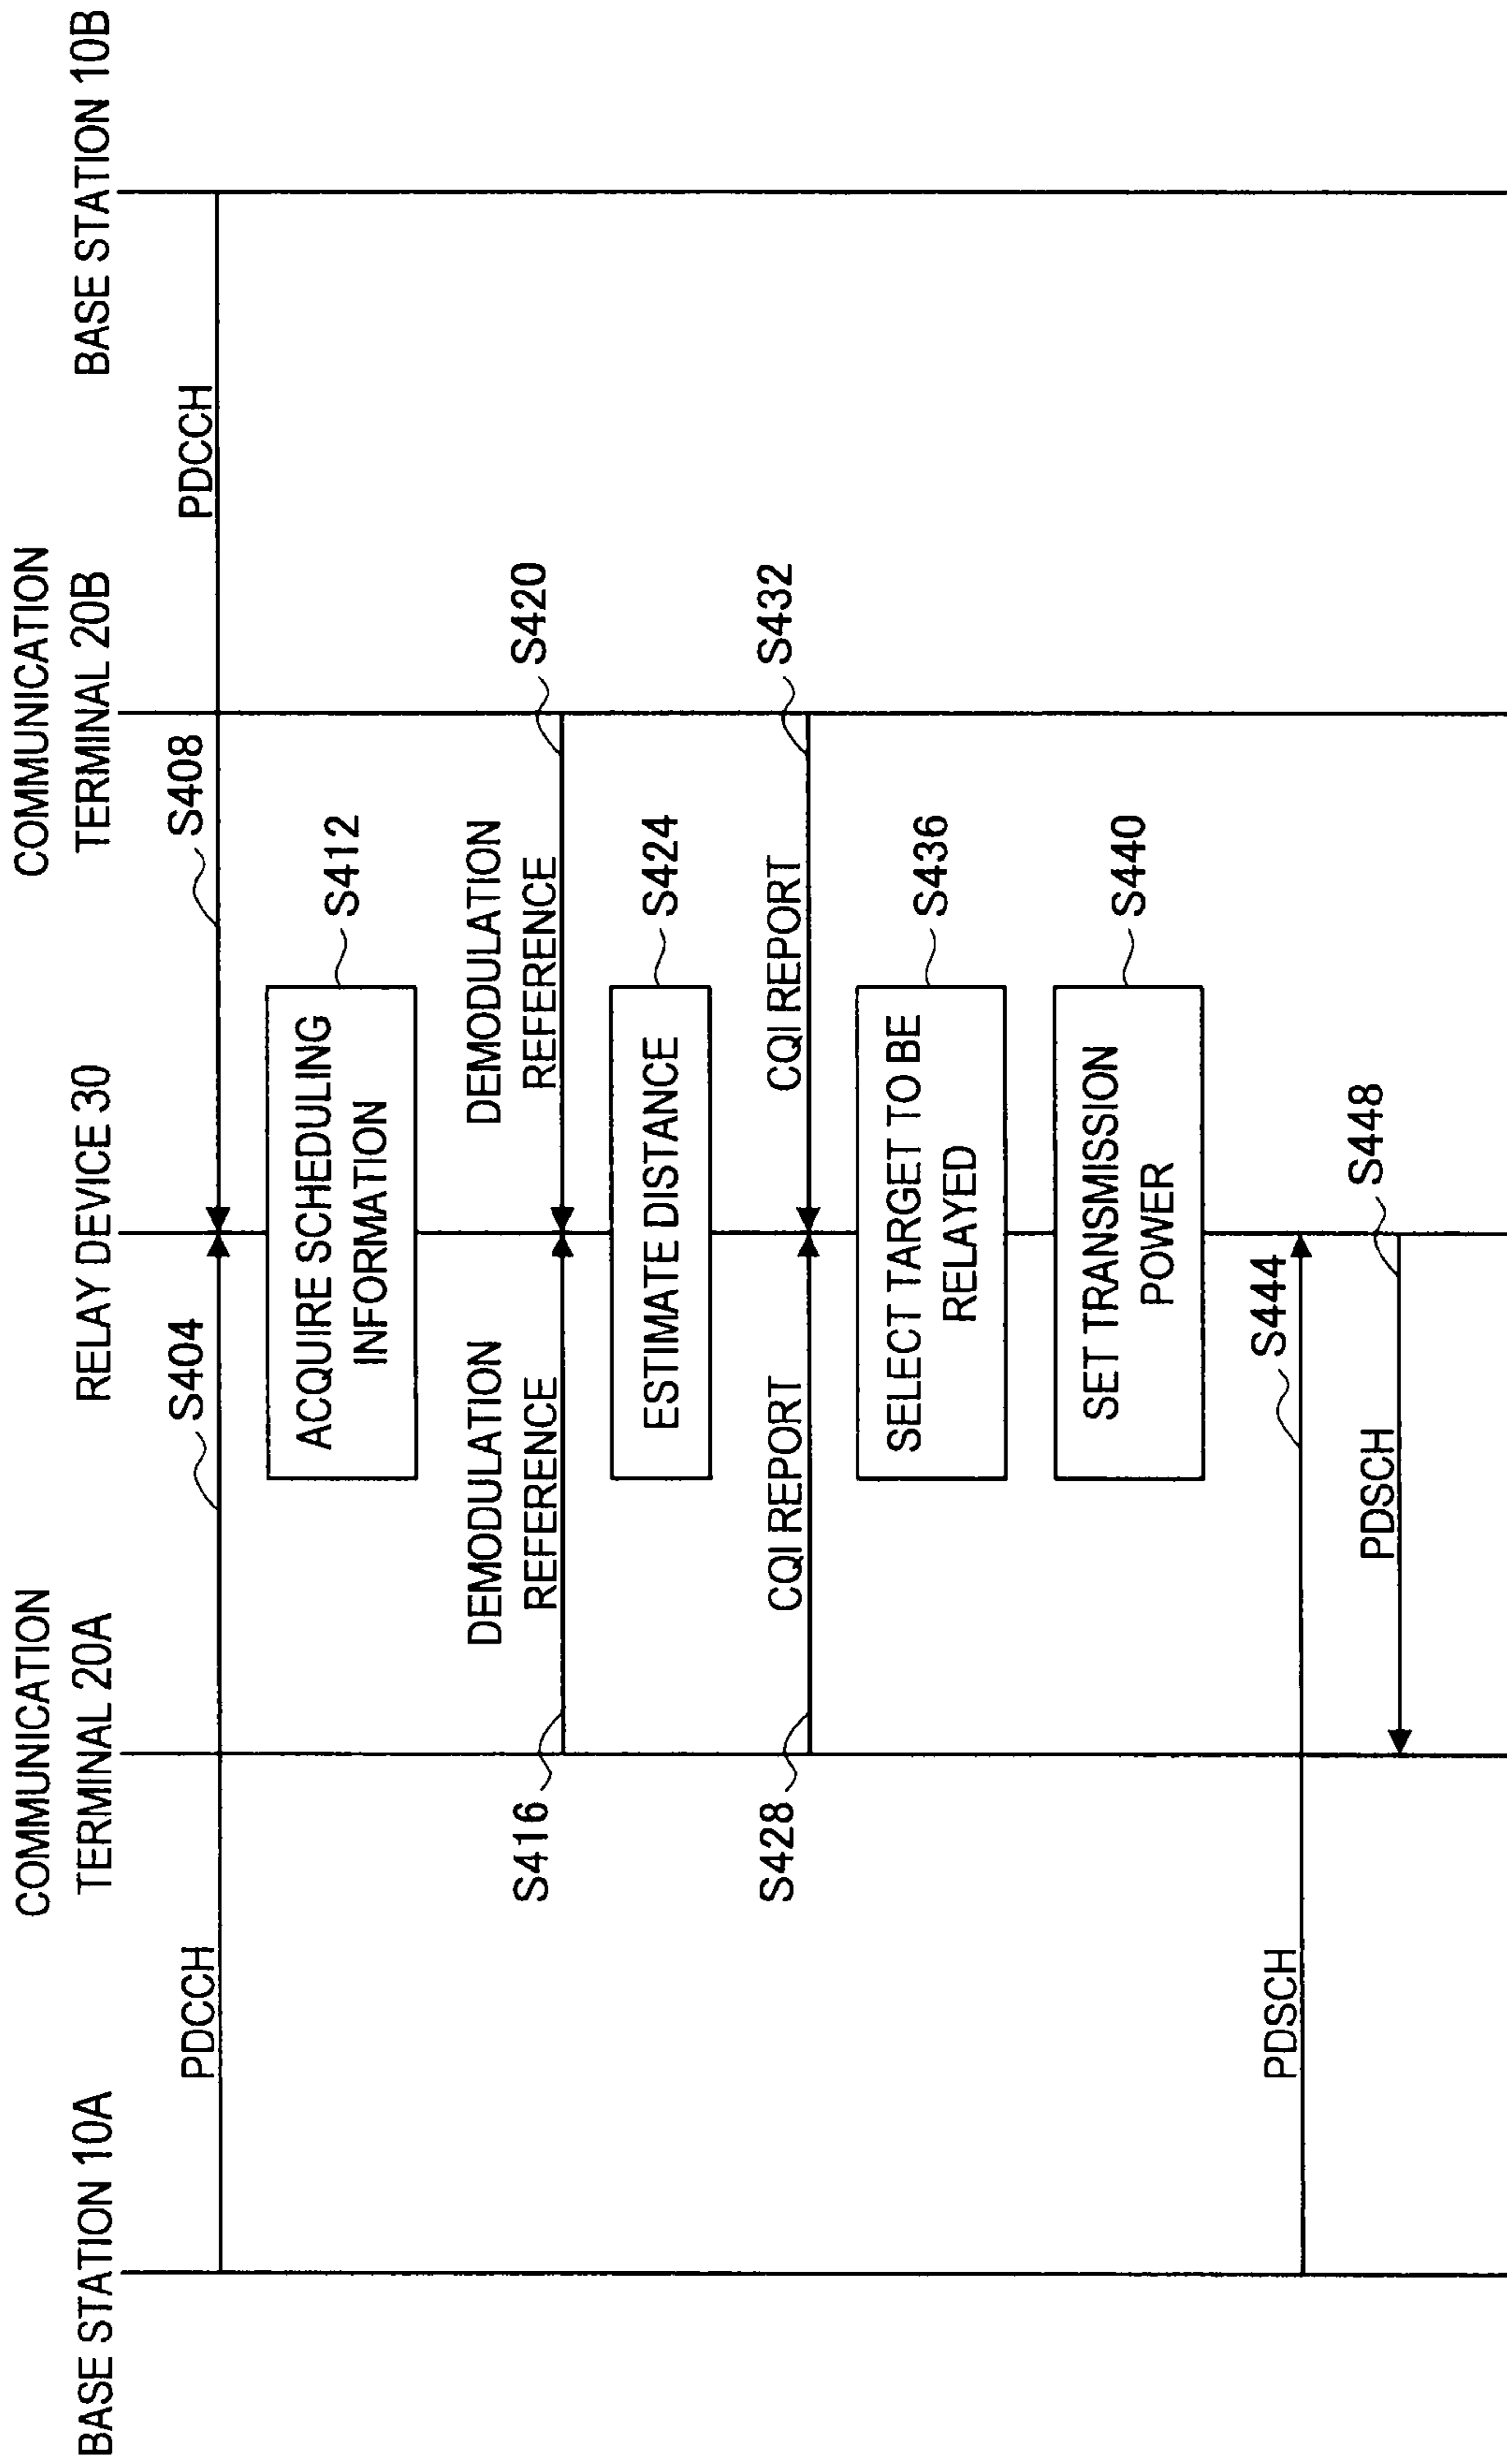 BASE STATION 10A
COMMUNICATION
TERMINAL 20A
RELAY DEVICE 30
COMMUNICATION
TERMINAL 20B
BASE STATION 10B
PDCCH
S404
S408
PDCCH
ACQUIRE SCHEDULING
INFORMATION
S412
S416
DEMODULATION
REFERENCE
DEMODULATION
REFERENCE
S420
ESTIMATE DISTANCE
S424
S428
CQI REPORT
CQI REPORT
S432
SELECT TARGET TO BE
RELAYED
S436
SET TRANSMISSION
POWER
S440
PDSCH
S444
PDSCH
S448